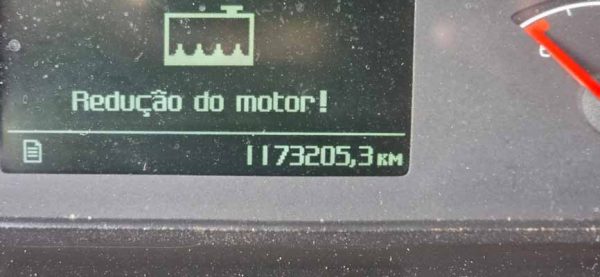 Redução do motor!
1173205,3 KM